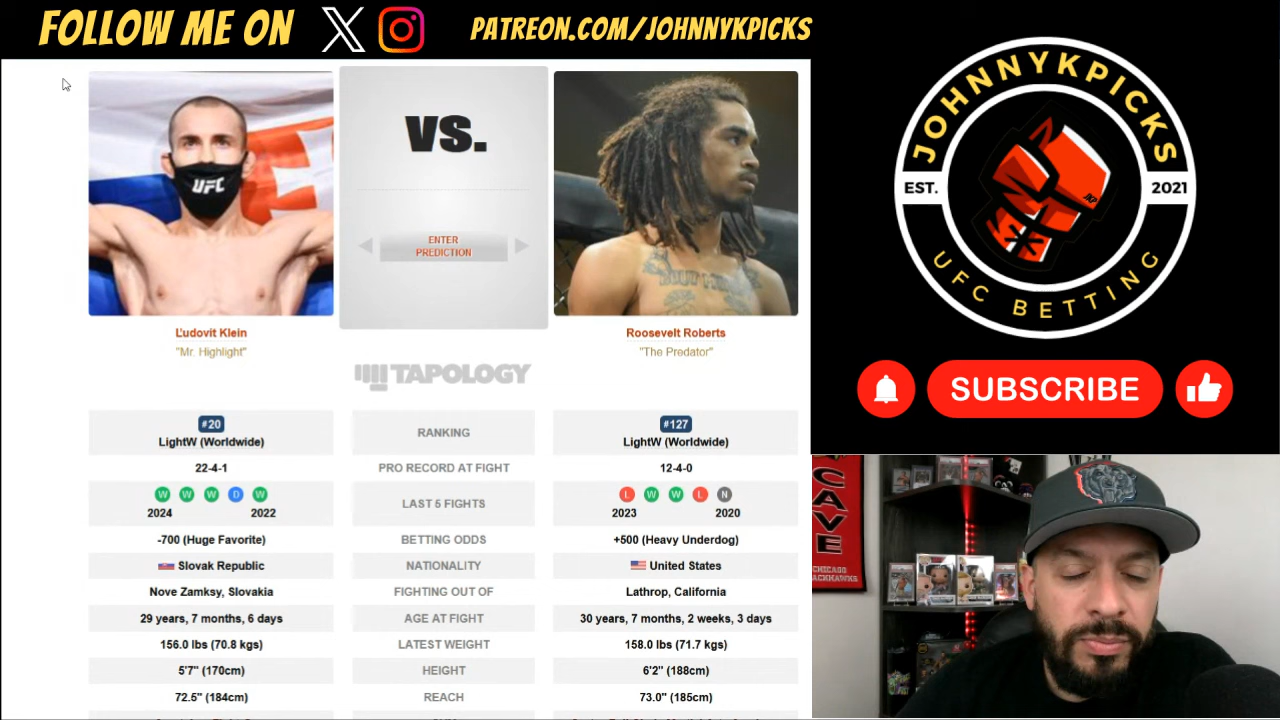 FOLLOW ME ON
PATREON.COM/JOHNNYKPICKS
VS.
UFC
ENTER
PREDICTION
Ľudovit Klein
"Mr. Highlight"
Roosevelt Roberts
"The Predator"
TAPOLOGY
#20
LightW (Worldwide)
RANKING
#127
LightW (Worldwide)
22-4-1
PRO RECORD AT FIGHT
12-4-0
W W W D W
2024 2022
LAST 5 FIGHTS
L W W L N
2023 2020
-700 (Huge Favorite)
BETTING ODDS
+500 (Heavy Underdog)
Slovak Republic
NATIONALITY
United States
Nove Zamksy, Slovakia
FIGHTING OUT OF
Lathrop, California
29 years, 7 months, 6 days
AGE AT FIGHT
30 years, 7 months, 2 weeks, 3 days
156.0 lbs (70.8 kgs)
LATEST WEIGHT
158.0 lbs (71.7 kgs)
5'7" (170cm)
HEIGHT
6'2" (188cm)
72.5" (184cm)
REACH
73.0" (185cm)
JOHNNYKPICKS
EST. 2021
JKP
UFC BETTING
SUBSCRIBE
CAVE
CHICAGO
BLACKHAWKS